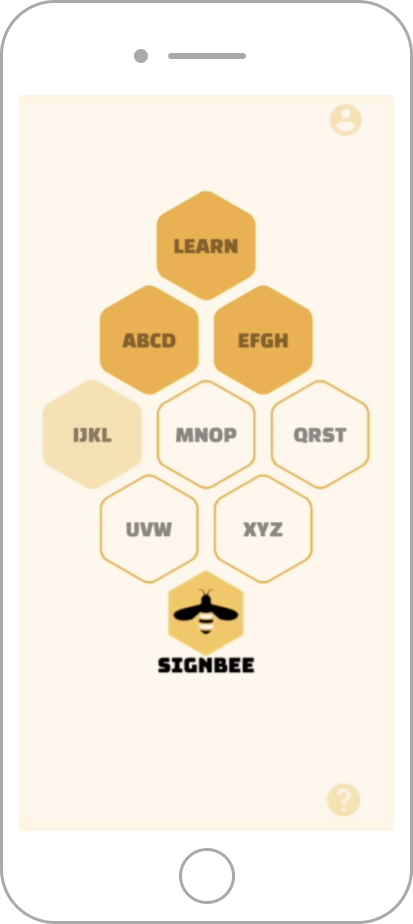 LEARN
ABCD EFGH
IJKL MNOP QRST
UVW XYZ
SIGNBEE
?